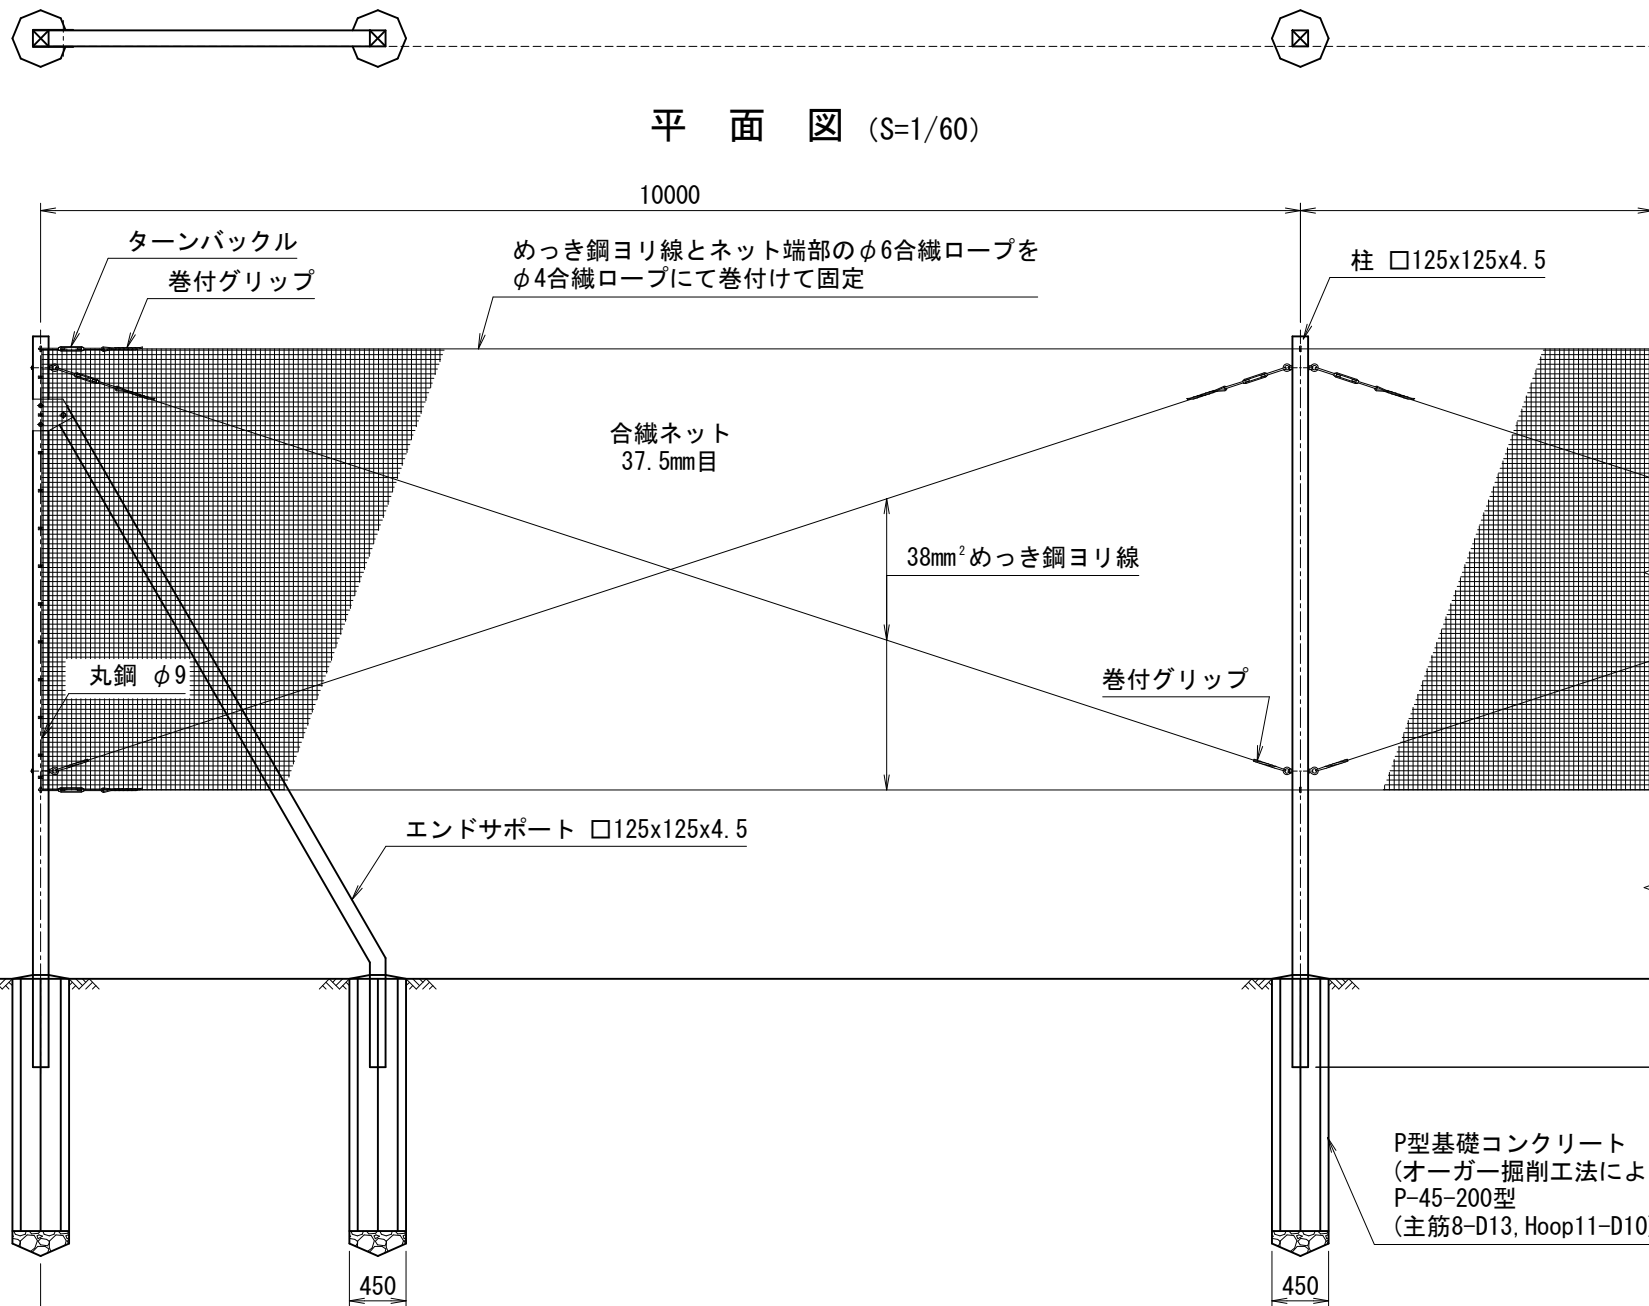 平 面 図 (S=1/60)
10000
ターンバックル
巻付グリップ
めっき鋼ヨリ線とネット端部のφ6合繊ロープを
φ4合繊ロープにて巻付けて固定
柱 □125x125x4.5
合繊ネット
37.5mm目
38mm²めっき鋼ヨリ線
丸鋼 φ9
巻付グリップ
エンドサポート □125x125x4.5
P型基礎コンクリート
(オーガー掘削工法によ
P-45-200型
(主筋8-D13,Hoop11-D10)
450
450